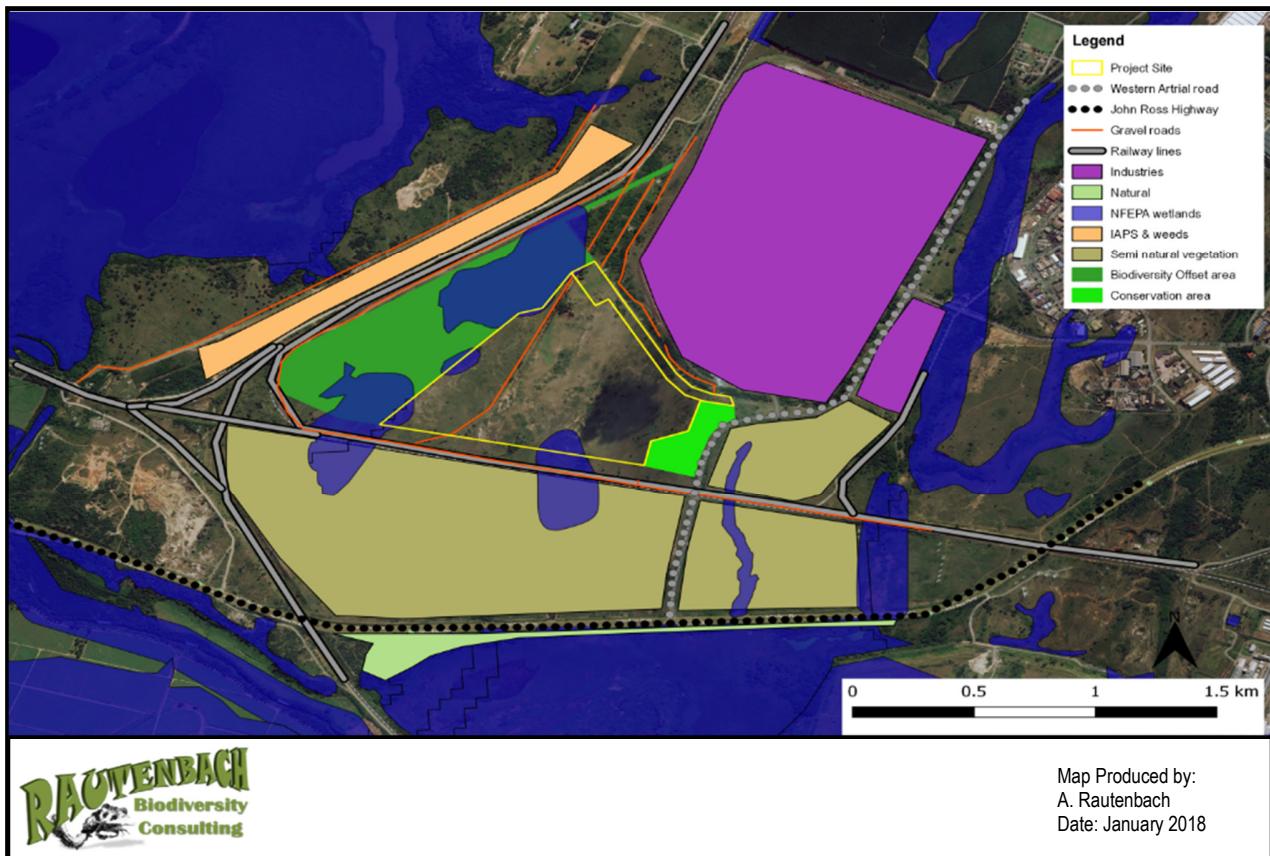 Legend
Project Site
Western Artrial road
John Ross Highway
Gravel roads
Railway lines
Industries
Natural
NFEPA wetlands
IAPS & weeds
Semi natural vegetation
Biodiversity Offset area
Conservation area
N
0 0.5 1 1.5 km
RAUTENBACH
Biodiversity
Consulting
Map Produced by:
A. Rautenbach
Date: January 2018